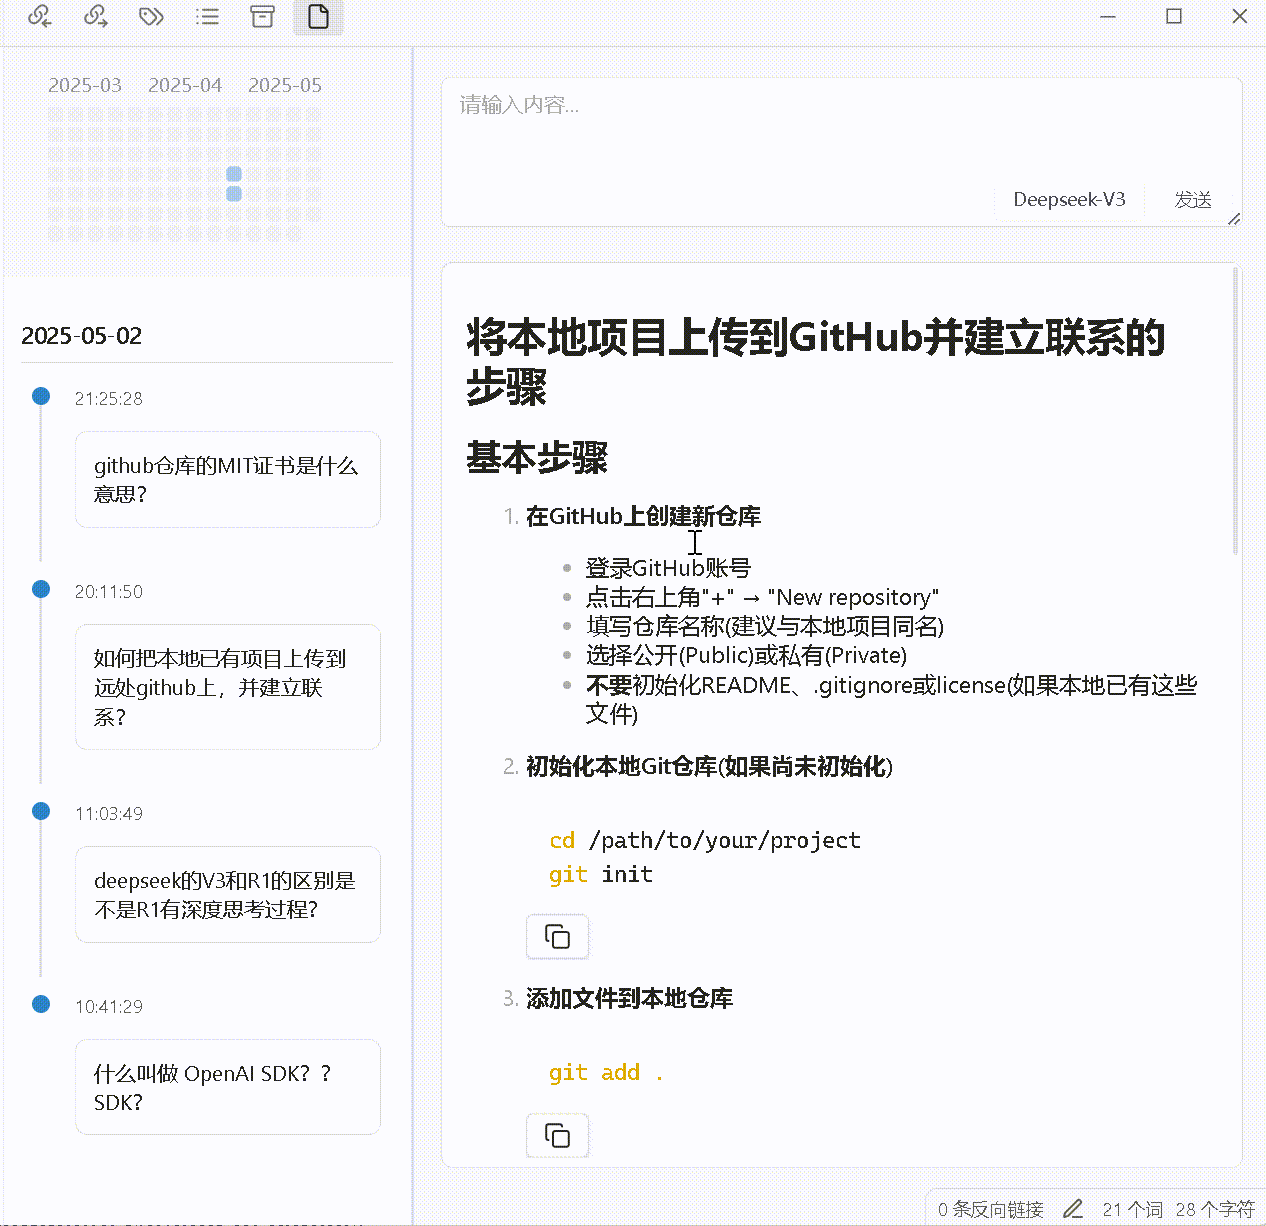 2025-03 2025-04 2025-05
2025-05-02
21:25:28
github仓库的MIT证书是什么
意思?
20:11:50
如何把本地已有项目上传到
远处github上，并建立联
系?
11:03:49
deepseek的V3和R1的区别是
不是R1有深度思考过程?
10:41:29
什么叫做 OpenAI SDK? ?
SDK?
请输入内容...
Deepseek-V3 发送
将本地项目上传到GitHub并建立联系的
步骤
基本步骤
1. 在GitHub上创建新仓库
登录GitHub账号
点击右上角"+" → "New repository"
填写仓库名称(建议与本地项目同名)
选择公开(Public)或私有(Private)
不要初始化README、.gitignore或license(如果本地已有这些
文件)
2. 初始化本地Git仓库(如果尚未初始化)
cd /path/to/your/project
git init
3. 添加文件到本地仓库
git add .
0 条反向链接 21 个词 28 个字符